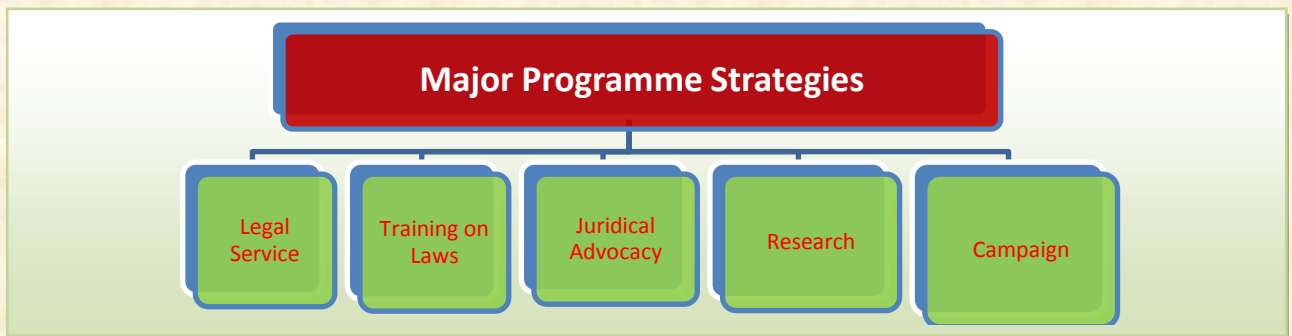 Major Programme Strategies
Legal
Service
Training on
Laws
Juridical
Advocacy
Research
Campaign